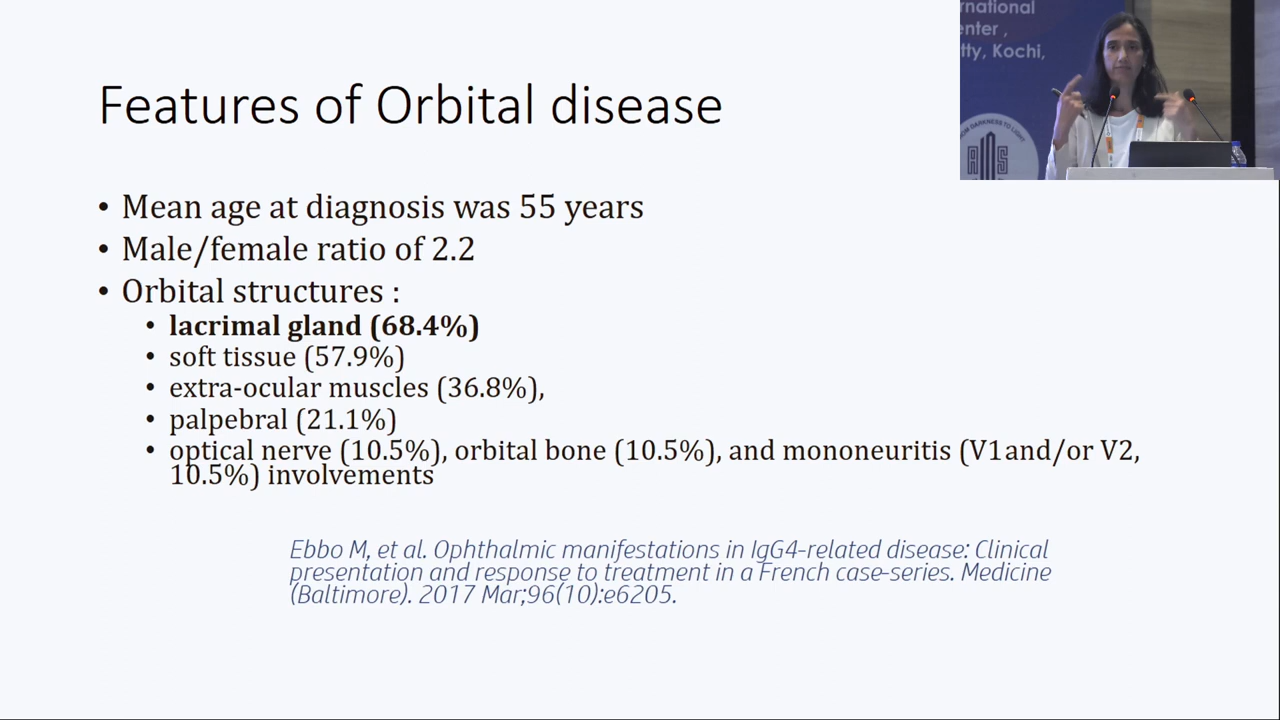 Features of Orbital disease
• Mean age at diagnosis was 55 years
• Male/female ratio of 2.2
• Orbital structures :
• lacrimal gland (68.4%)
• soft tissue (57.9%)
• extra-ocular muscles (36.8%),
• palpebral (21.1%)
• optical nerve (10.5%), orbital bone (10.5%), and mononeuritis (V1and/or V2,
10.5%) involvements
Ebbo M, et al. Ophthalmic manifestations in IgG4-related disease: Clinical
presentation and response to treatment in a French case-series. Medicine
(Baltimore). 2017 Mar;96(10):e6205.
rnational
enter ,
tty, Kochi,
DARKNESS TO LIGHT